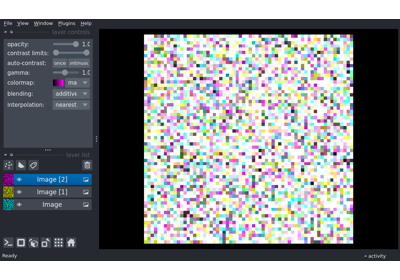 File View Window Plugins Help
layer controls
opacity: 1.0
contrast limits:
auto-contrast: once
gamma: 1.0
colormap: ma
blending: additive
interpolation: nearest
layer list
Image [2]
Image [1]
Image
Ready activity